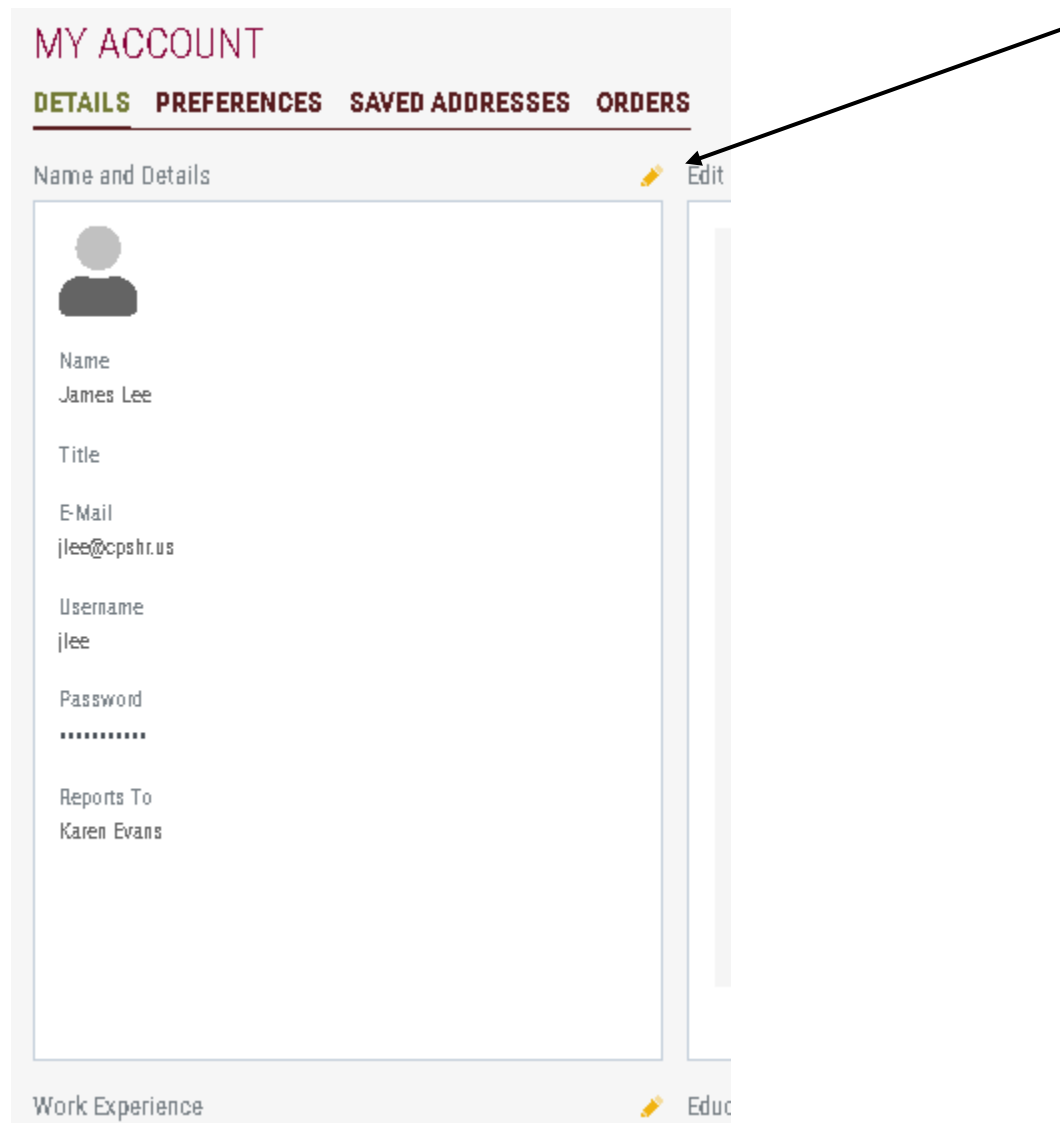 MY ACCOUNT
DETAILS PREFERENCES SAVED ADDRESSES ORDERS
Name and Details
Edit
Name
James Lee
Title
E-Mail
jlee@cpshr.us
Username
jlee
Password
•••••••••••
Reports To
Karen Evans
Work Experience
Educ